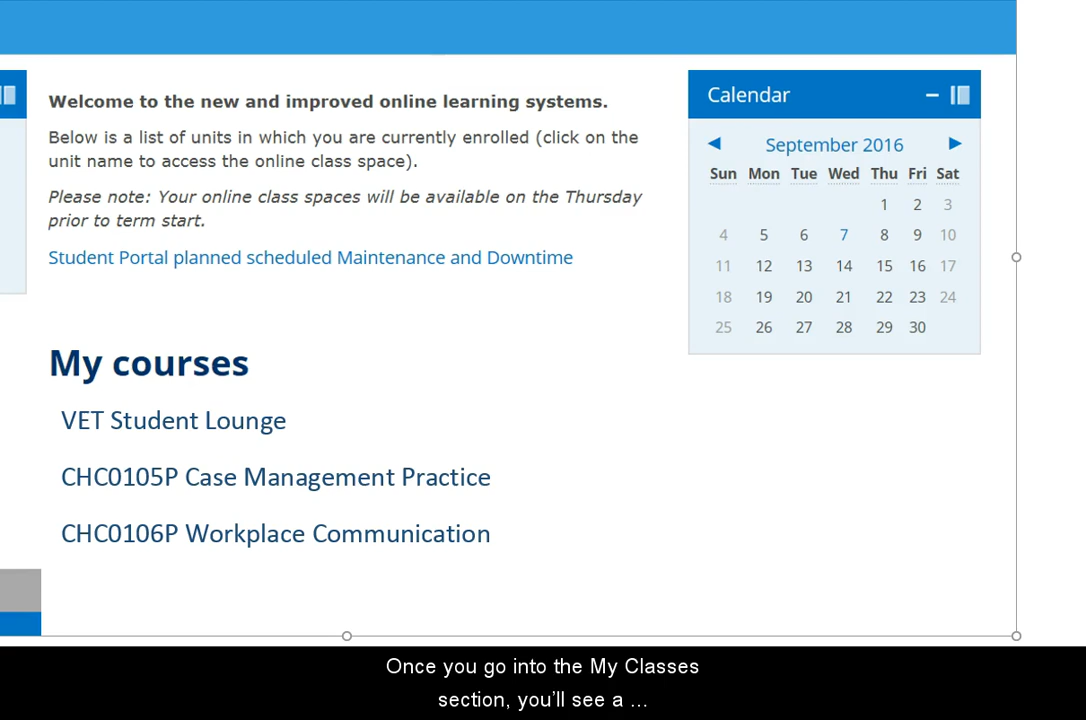 Welcome to the new and improved online learning systems.
Below is a list of units in which you are currently enrolled (click on the
unit name to access the online class space).
Please note: Your online class spaces will be available on the Thursday
prior to term start.
Student Portal planned scheduled Maintenance and Downtime
My courses
VET Student Lounge
CHC0105P Case Management Practice
CHC0106P Workplace Communication
Calendar
September 2016
Sun Mon Tue Wed Thu Fri Sat
1 2 3
4 5 6 7 8 9 10
11 12 13 14 15 16 17
18 19 20 21 22 23 24
25 26 27 28 29 30
Once you go into the My Classes
section, you’ll see a ...